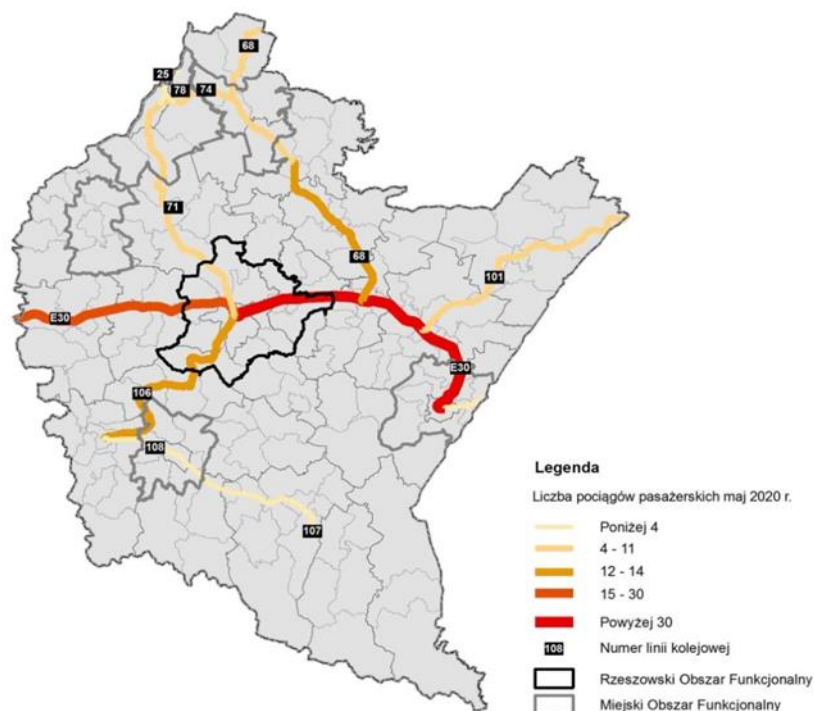 68
25
78
74
71
68
101
E30
E30
106
108
107
Legenda
Liczba pociągów pasażerskich maj 2020 r.
Poniżej 4
4 - 11
12 - 14
15 - 30
Powyżej 30
108 Numer linii kolejowej
Rzeszowski Obszar Funkcjonalny
Miejski Obszar Funkcjonalny